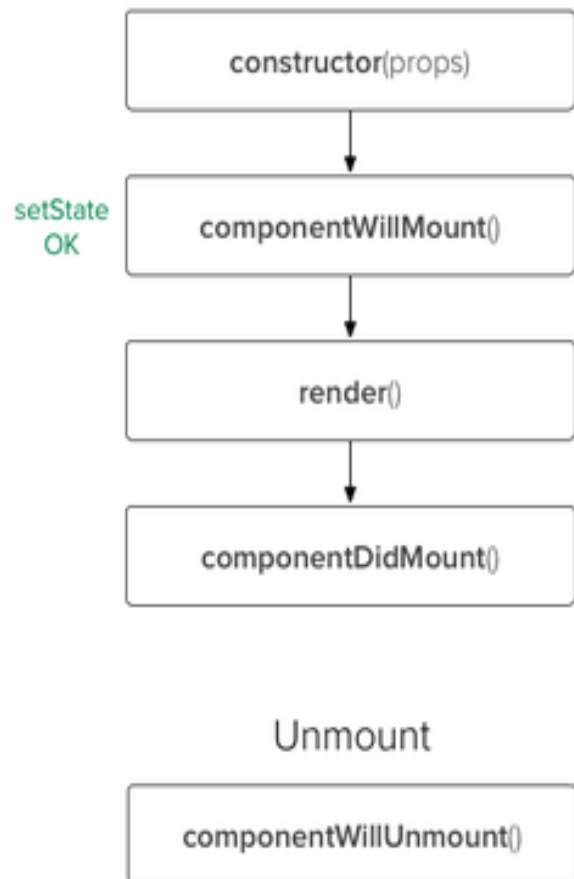 constructor(props)
setState
OK
componentWillMount()
render()
componentDidMount()
Unmount
componentWillUnmount()